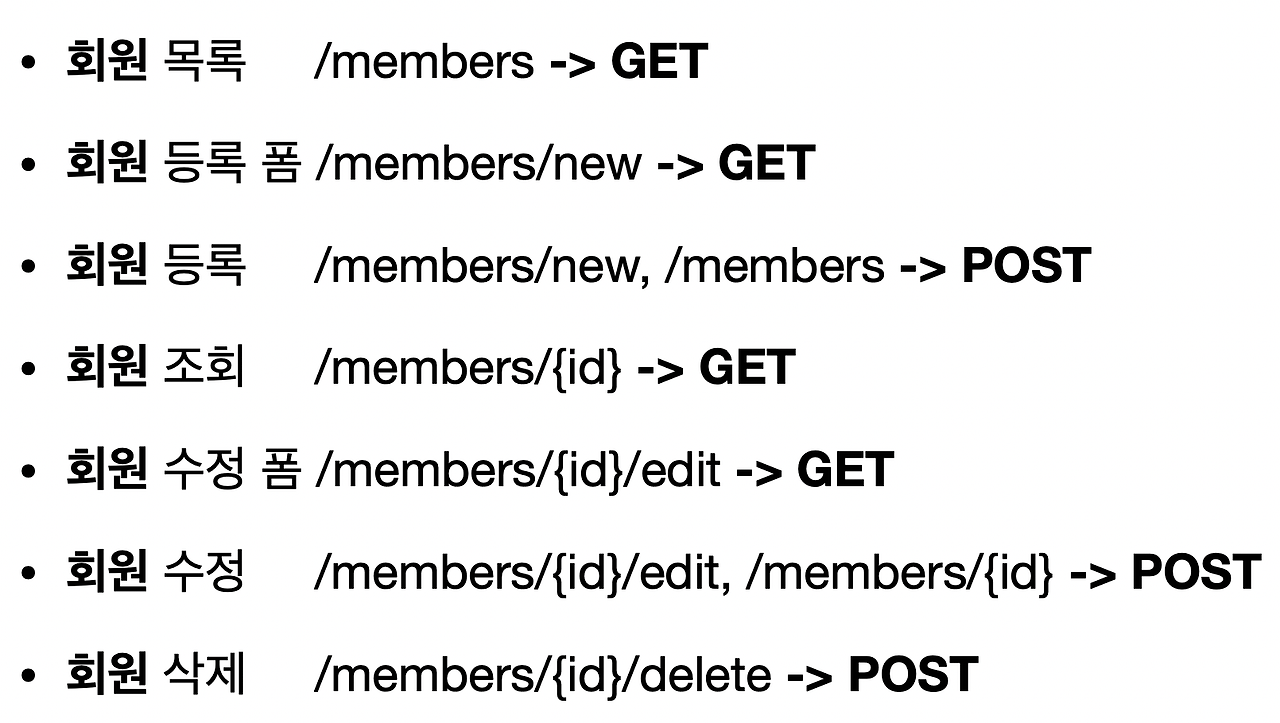 • 회원 목록 /members -> GET
• 회원 등록 폼 /members/new -> GET
• 회원 등록 /members/new, /members -> POST
• 회원 조회 /members/{id} -> GET
• 회원 수정 폼 /members/{id}/edit -> GET
• 회원 수정 /members/{id}/edit, /members/{id} -> POST
• 회원 삭제 /members/{id}/delete -> POST